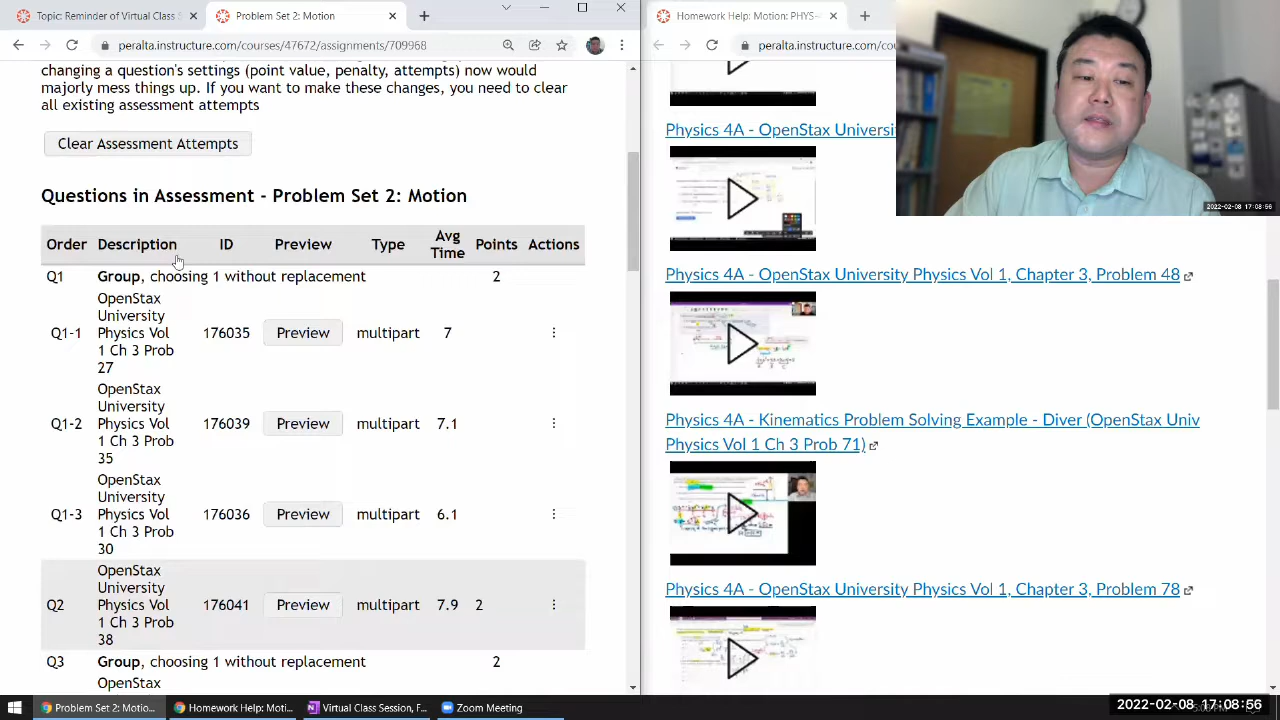 Teacher of Virtual Classes: Tes
Problem Set 2: Motion
Homework Help: Motion: PHYS
peralta.instructure.com/courses/47672/assignments/4...
peralta.instructure.com/cou
hanging a question's settings (point value, penalty, attempts) now would
majorly mess things up. If you want to make these changes, you need to clear
existing assessment attempts
Clear Assessment Attempts
Questions in Assessment - Problem Set 2: Motion
ID Preview Type Avg Time Points Actions
Q1 Group, choosing 1 without replacement 2
OpenStax
University
Q1-1 Physics Vol 176035 Preview multipart
1 Ch 3 Prob
27
OpenStax
University
Q1-2 Physics Vol 176039 Preview multipart 7.1
1 Ch 3 Prob
35
OpenStax
University
Q1-3 Physics Vol 176036 Preview multipart 6.1
1 Ch 3 Prob
30
OpenStax
University
Q2 Physics Vol 176041 Preview multipart 7.9 2
1 Ch 3 Prob
Q3 Group, choosing 1 without replacement 2
OpenStax
Physics 4A - OpenStax Universi
Physics 4A - OpenStax University Physics Vol 1, Chapter 3, Problem 48
Physics 4A - Kinematics Problem Solving Example - Diver (OpenStax Univ
Physics Vol 1 Ch 3 Prob 71)
Physics 4A - OpenStax University Physics Vol 1, Chapter 3, Problem 78
2022-02-08 17:08:56
Problem Set 2: Motio...
Homework Help: Moti...
Virtual Class Session, F...
Zoom Meeting
2022-02-08 17:08:56